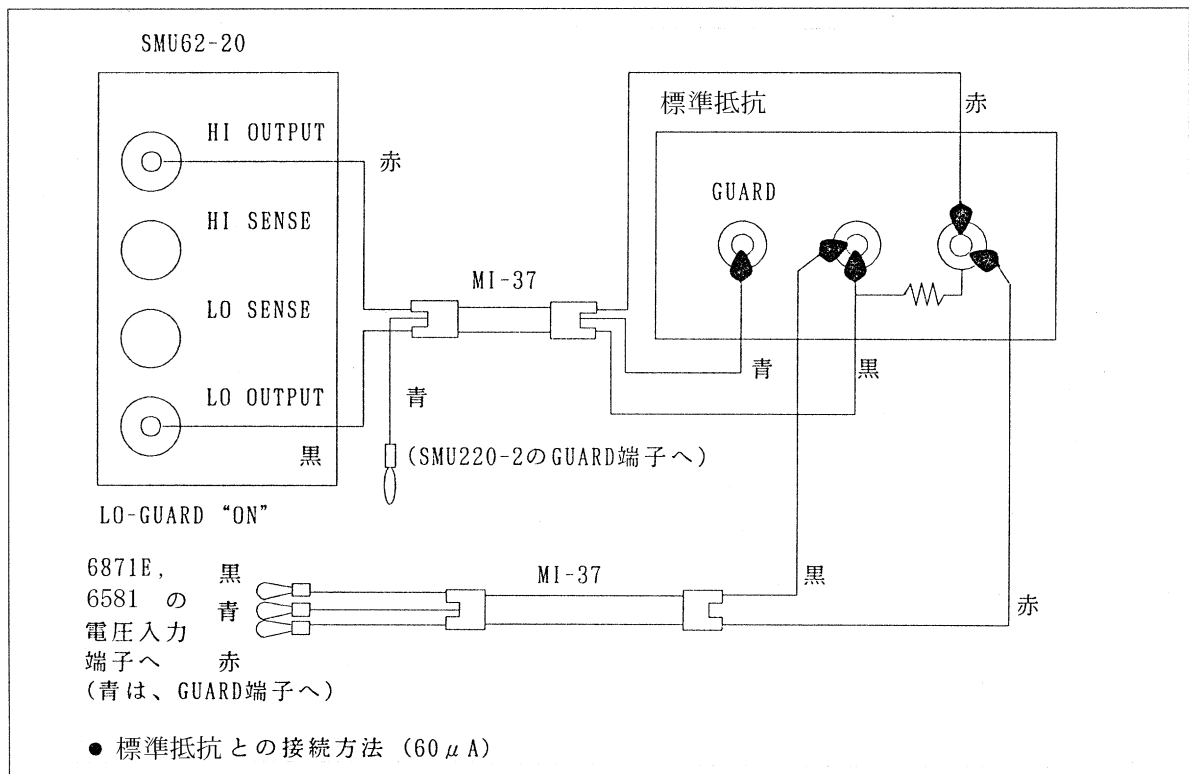 SMU62-20
HI OUTPUT
赤
HI SENSE
LO SENSE
LO OUTPUT
黒
LO-GUARD “ON”
MI-37
青
(SMU220-2のGUARD端子へ)
標準抵抗
赤
GUARD
青
黒
6871E,
6581 の
電圧入力
端子へ
(青は、GUARD端子へ)
黒
青
赤
MI-37
黒
赤
● 標準抵抗との接続方法 (60μA)